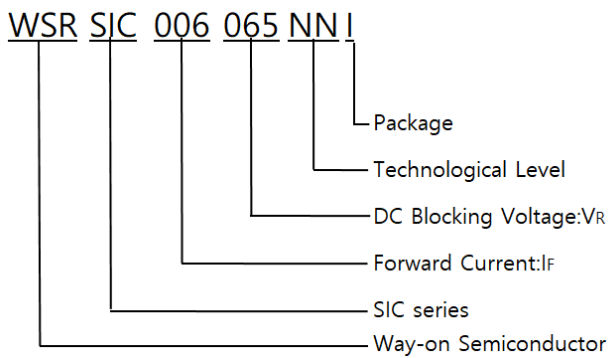 WSR SIC 006 065 NN I
Package
Technological Level
DC Blocking Voltage:VR
Forward Current:IF
SIC series
Way-on Semiconductor